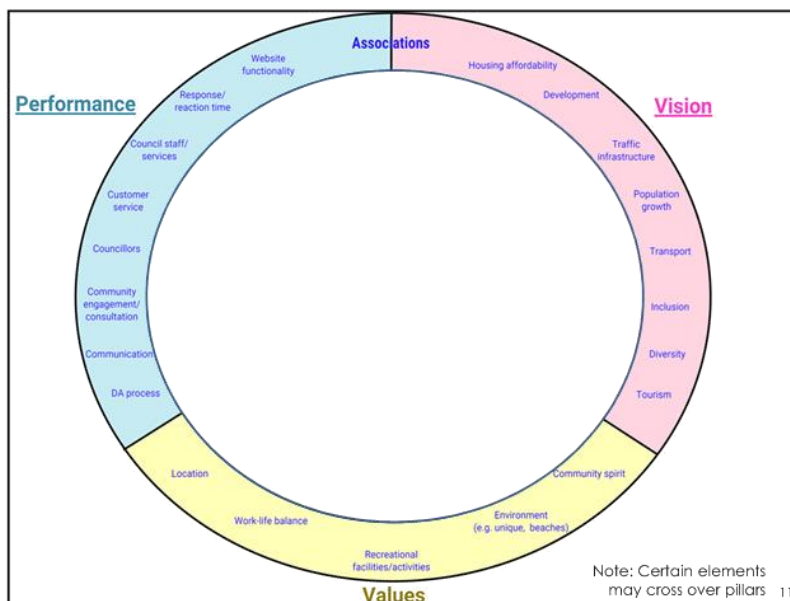 Associations
Performance
Website
functionality
Response/
reaction time
Council staff/
services
Customer
service
Councillors
Community
engagement/
consultation
Communication
DA process
Vision
Housing affordability
Development
Traffic
infrastructure
Population
growth
Transport
Inclusion
Diversity
Tourism
Location
Work-life balance
Recreational
facilities/activities
Environment
(e.g. unique, beaches)
Community spirit
Values
Note: Certain elements
may cross over pillars
11